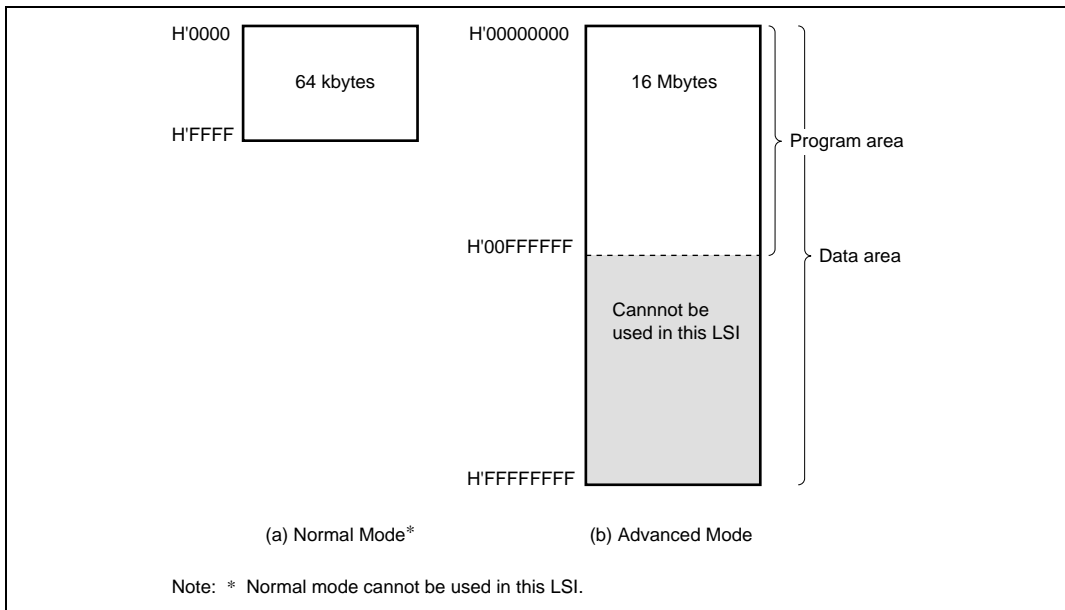 H'0000
64 kbytes
H'FFFF
H'00000000
16 Mbytes
Program area
H'00FFFFFF
Data area
Cannnot be
used in this LSI
H'FFFFFFFF
(a) Normal Mode*
(b) Advanced Mode
Note: * Normal mode cannot be used in this LSI.